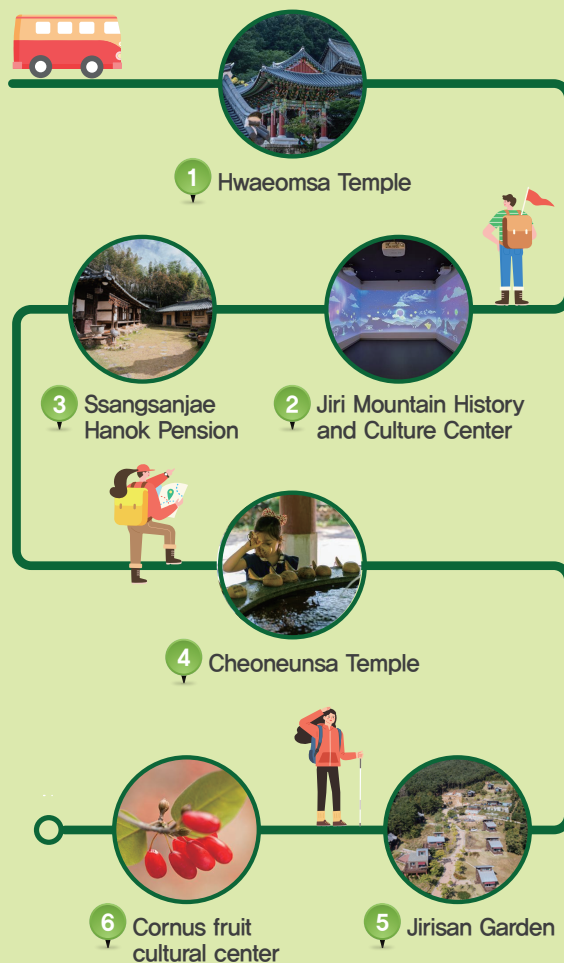 1 Hwaeomsa Temple
2 Jiri Mountain History
and Culture Center
3 Ssangsanjae
Hanok Pension
4 Cheoneunsa Temple
5 Jirisan Garden
6 Cornus fruit
cultural center